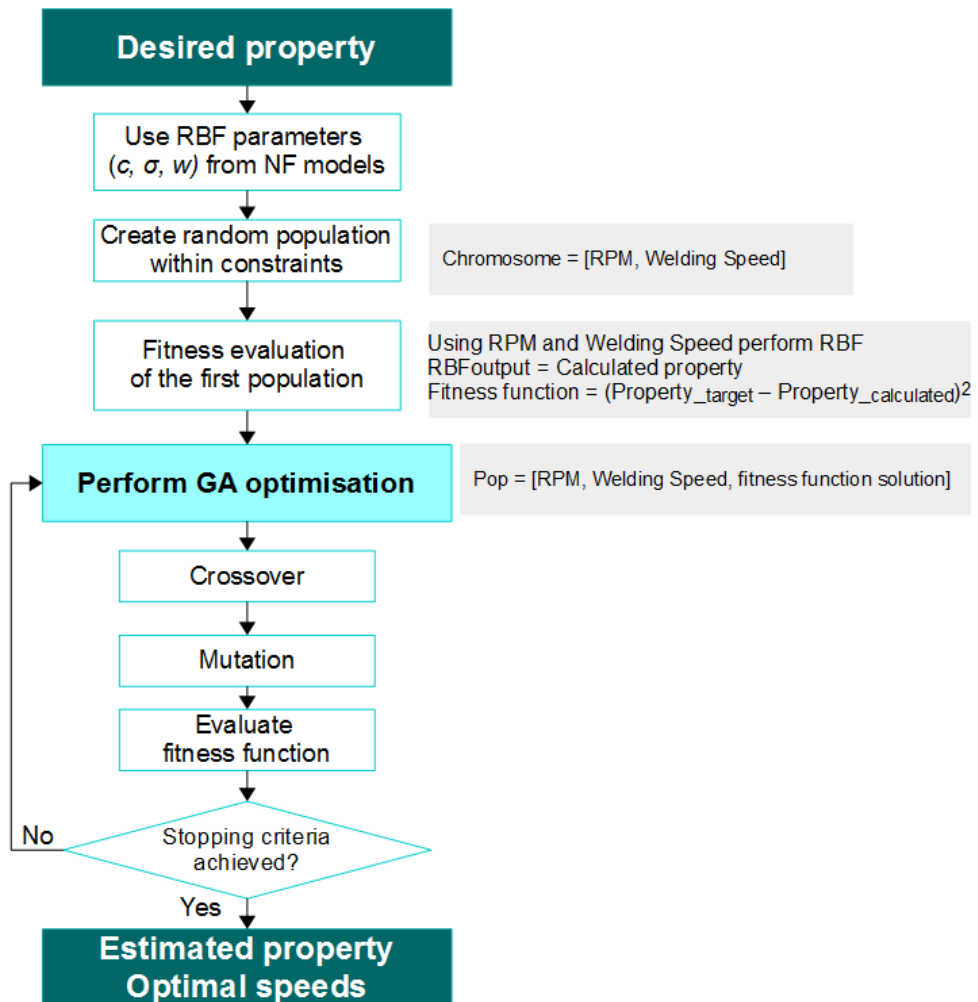 Desired property
Use RBF parameters
(c, σ, w) from NF models
Create random population
within constraints
Chromosome = [RPM, Welding Speed]
Fitness evaluation
of the first population
Using RPM and Welding Speed perform RBF
RBFoutput = Calculated property
Fitness function = (Property_target – Property_calculated)2
Perform GA optimisation
Pop = [RPM, Welding Speed, fitness function solution]
Crossover
Mutation
Evaluate
fitness function
Stopping criteria
achieved?
No
Yes
Estimated property
Optimal speeds